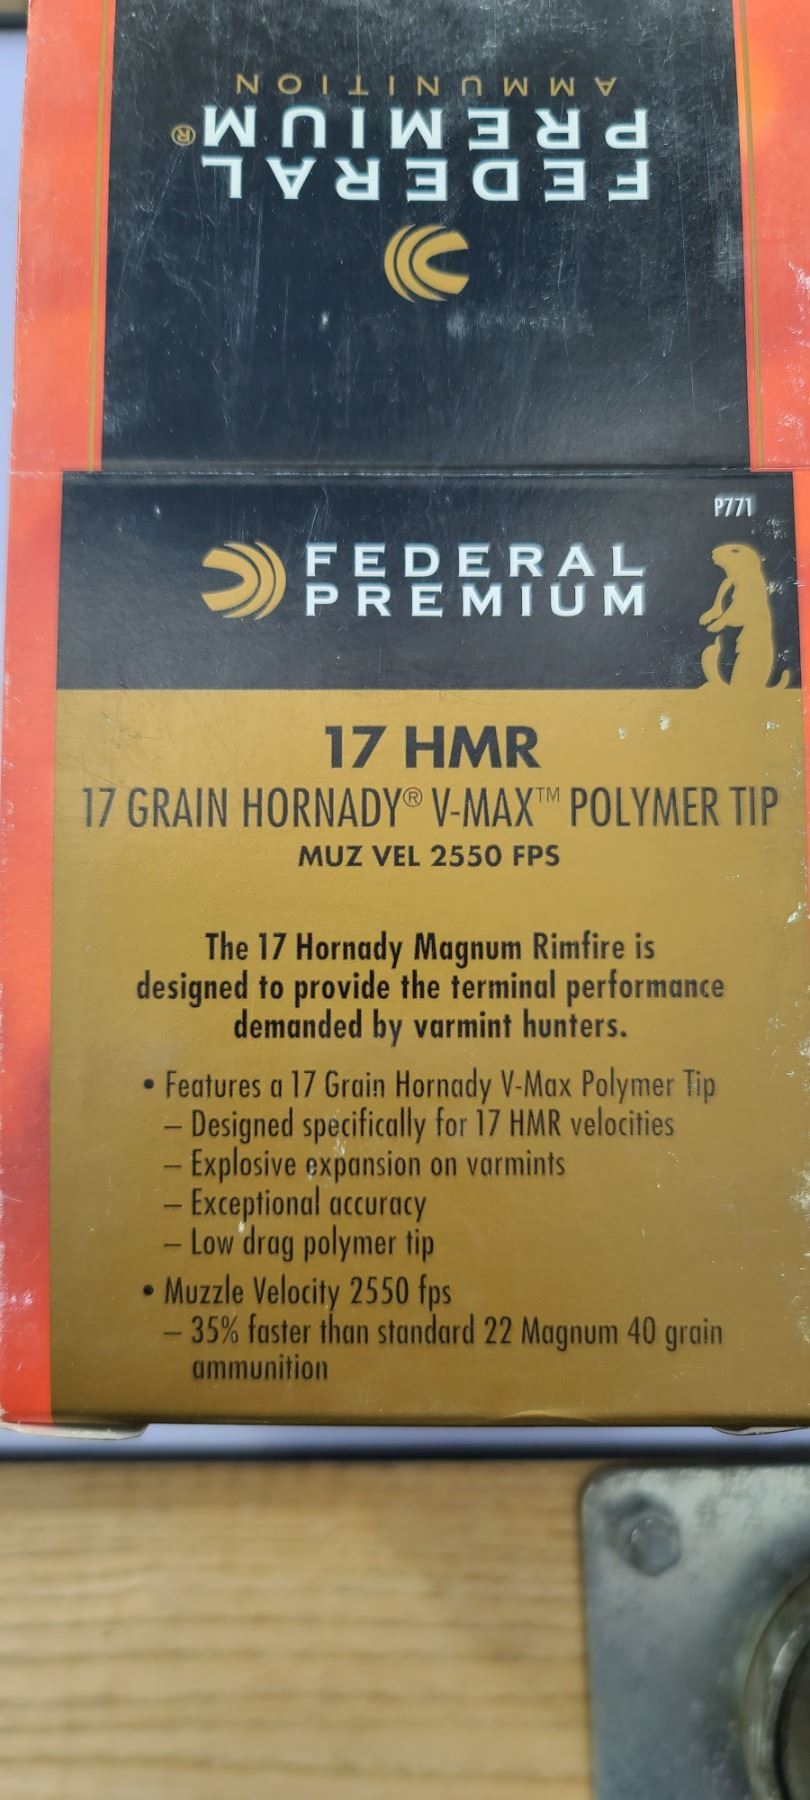 FEDERAL
PREMIUM®
AMMUNITION
P771
FEDERAL
PREMIUM
17 HMR
17 GRAIN HORNADY® V-MAX™ POLYMER TIP
MUZ VEL 2550 FPS
The 17 Hornady Magnum Rimfire is
designed to provide the terminal performance
demanded by varmint hunters.
• Features a 17 Grain Hornady V-Max Polymer Tip
– Designed specifically for 17 HMR velocities
– Explosive expansion on varmints
– Exceptional accuracy
– Low drag polymer tip
• Muzzle Velocity 2550 fps
– 35% faster than standard 22 Magnum 40 grain
ammunition